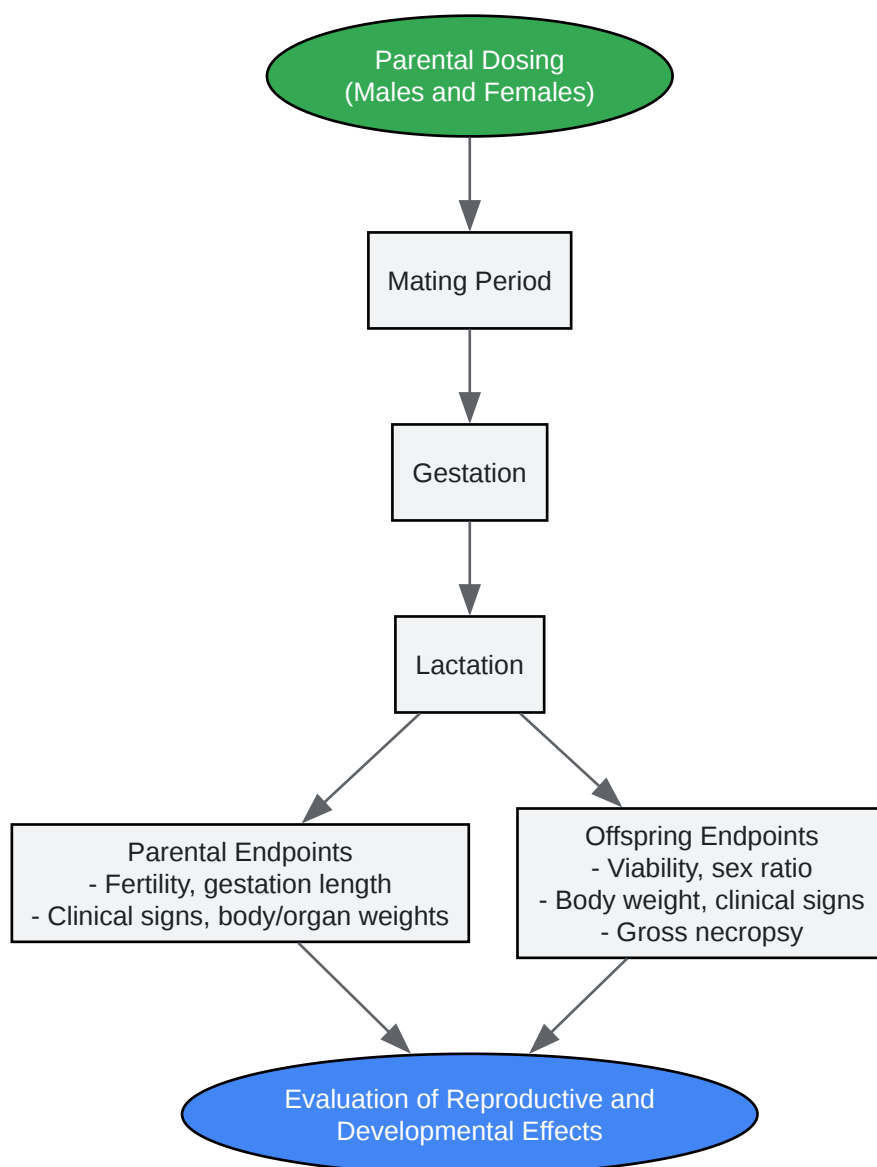 Parental Dosing
(Males and Females)
Mating Period
Gestation
Lactation
Parental Endpoints
- Fertility, gestation length
- Clinical signs, body/organ weights
Offspring Endpoints
- Viability, sex ratio
- Body weight, clinical signs
- Gross necropsy
Evaluation of Reproductive and
Developmental Effects